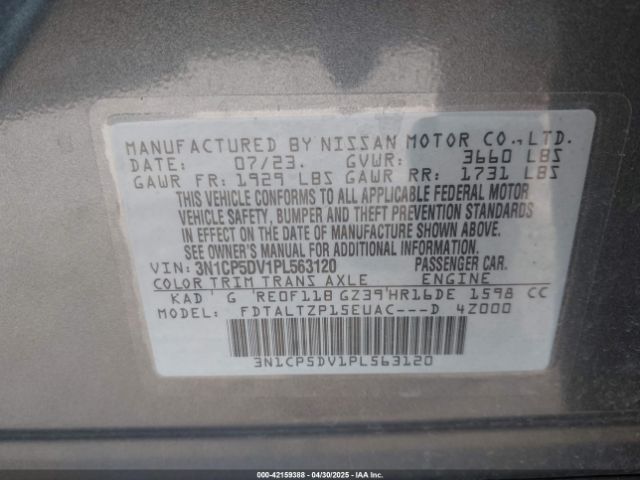 MANUFACTURED BY NISSAN MOTOR CO.,LTD.
DATE: 07/23. GVWR: 3660 LBS
GAWR FR: 1929 LBS GAWR RR: 1731 LBS
THIS VEHICLE CONFORMS TO ALL APPLICABLE FEDERAL MOTOR
VEHICLE SAFETY, BUMPER AND THEFT PREVENTION STANDARDS
IN EFFECT ON THE DATE OF MANUFACTURE SHOWN ABOVE.
SEE OWNER'S MANUAL FOR ADDITIONAL INFORMATION.
VIN: 3N1CP5DV1PL563120 PASSENGER CAR.
COLOR TRIM TRANS AXLE ENGINE
KAD G RE0F11B GZ39 HR16DE 1598 CC
MODEL: FDTALTZP15EUAC---D 4Z000
3N1CP5DV1PL563120
000-42159388 - 04/30/2025 - IAA Inc.